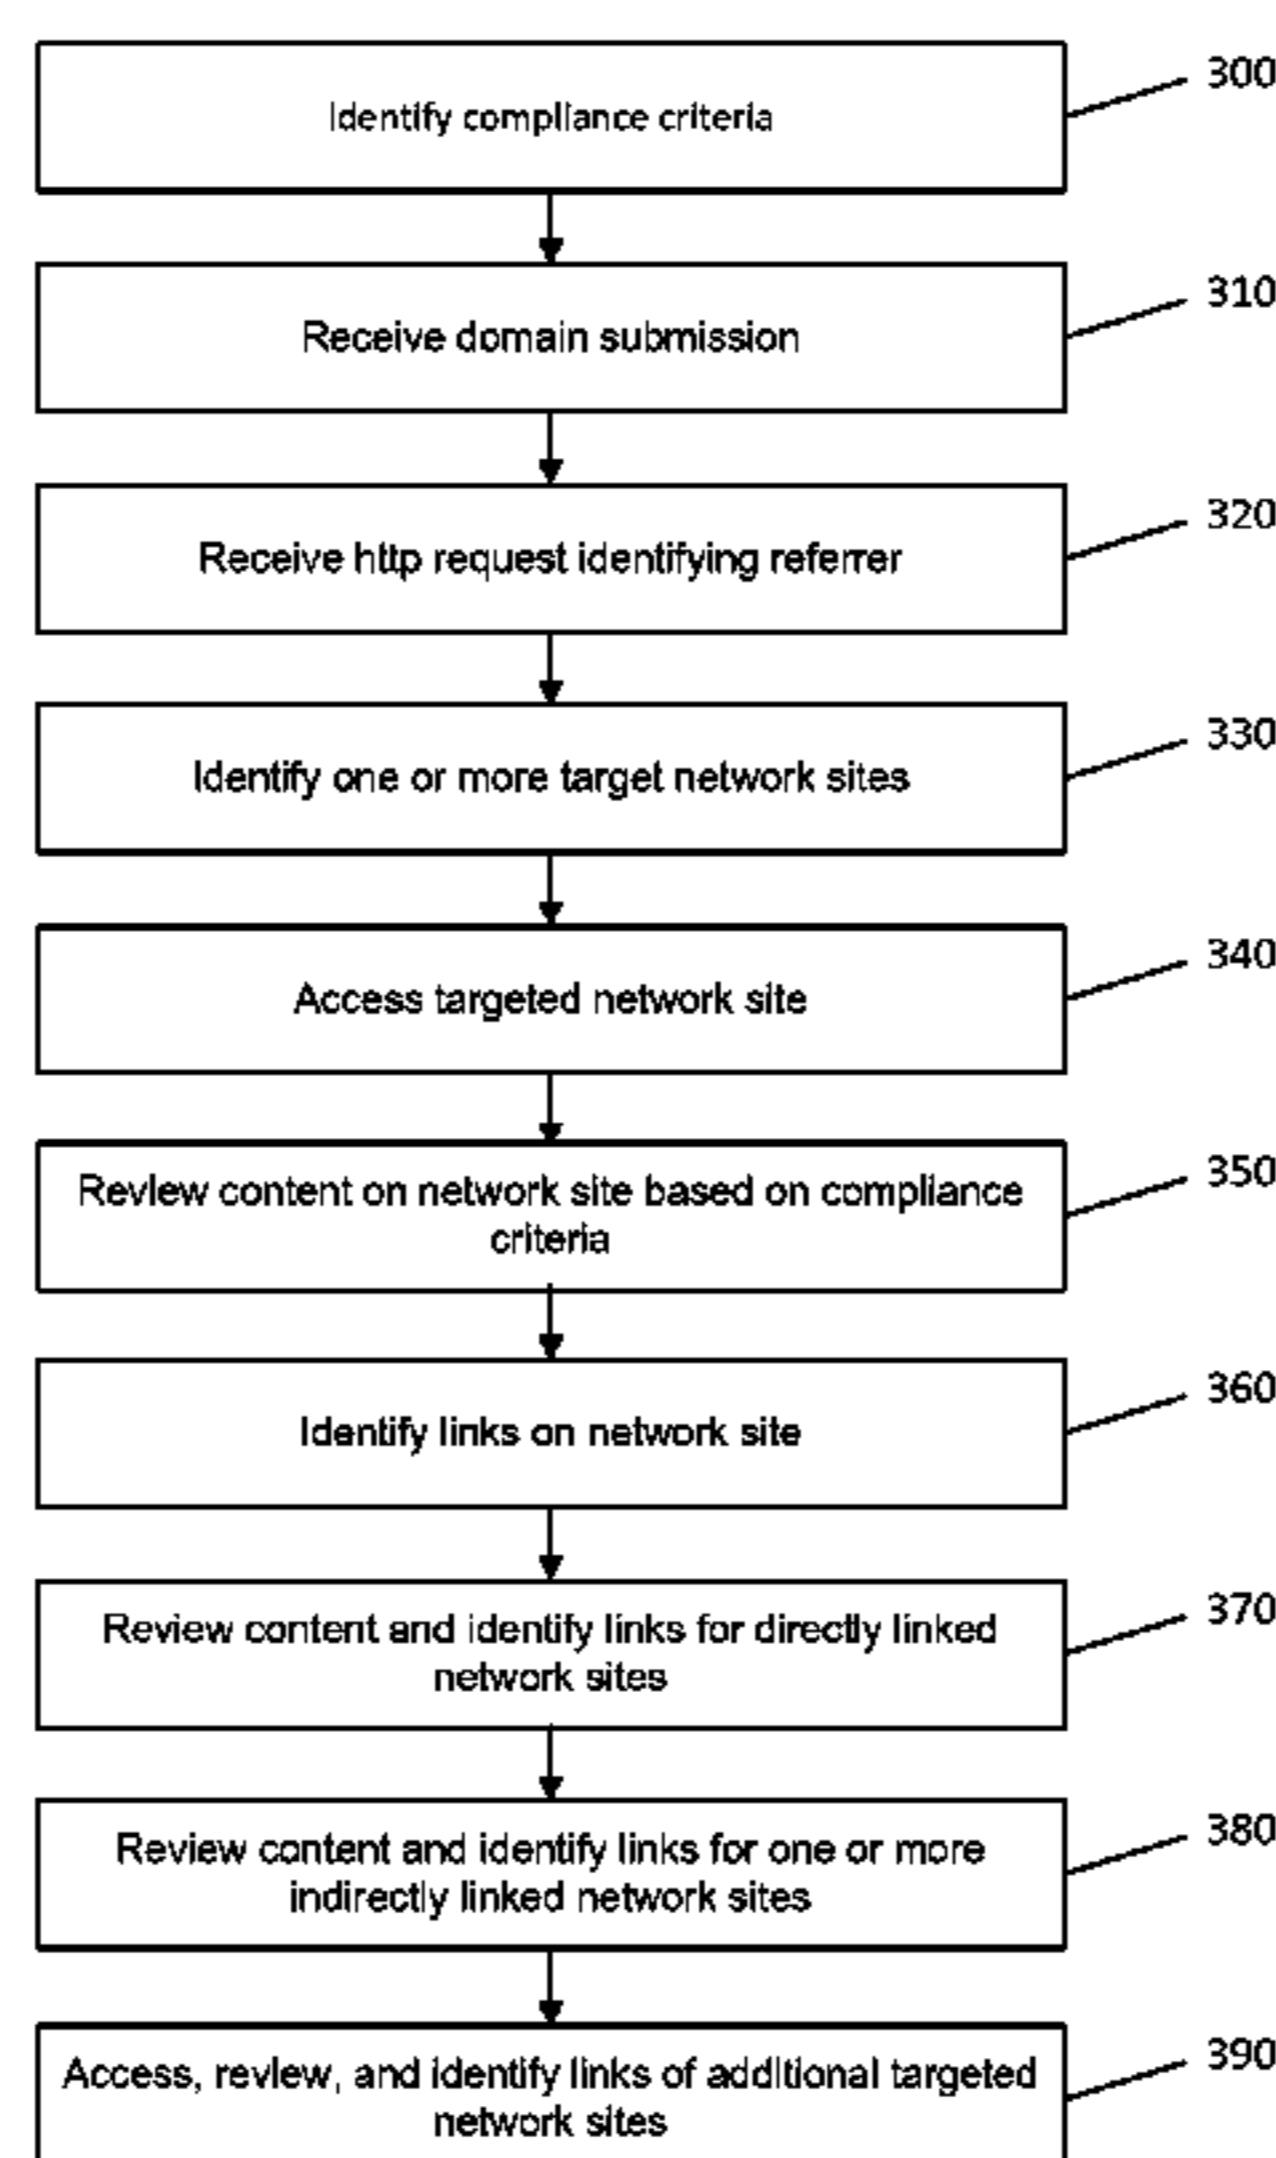 Identify compliance criteria
300
Receive domain submission
310
Receive http request identifying referrer
320
Identify one or more target network sites
330
Access targeted network site
340
Review content on network site based on compliance
criteria
350
Identify links on network site
360
Review content and identify links for directly linked
network sites
370
Review content and identify links for one or more
indirectly linked network sites
380
Access, review, and identify links of additional targeted
network sites
390